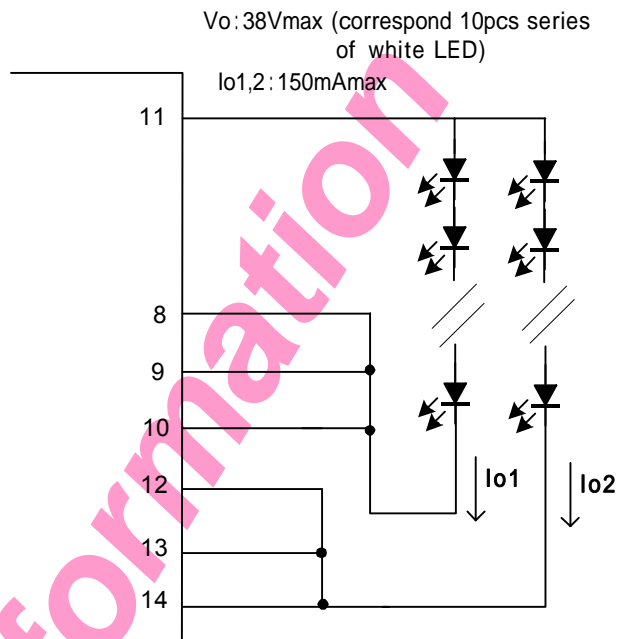 Vo:38Vmax (correspond 10pcs series
of white LED)
Io1,2:150mAmax
11
8
9
10
12
13
14
Io1
Io2
formation